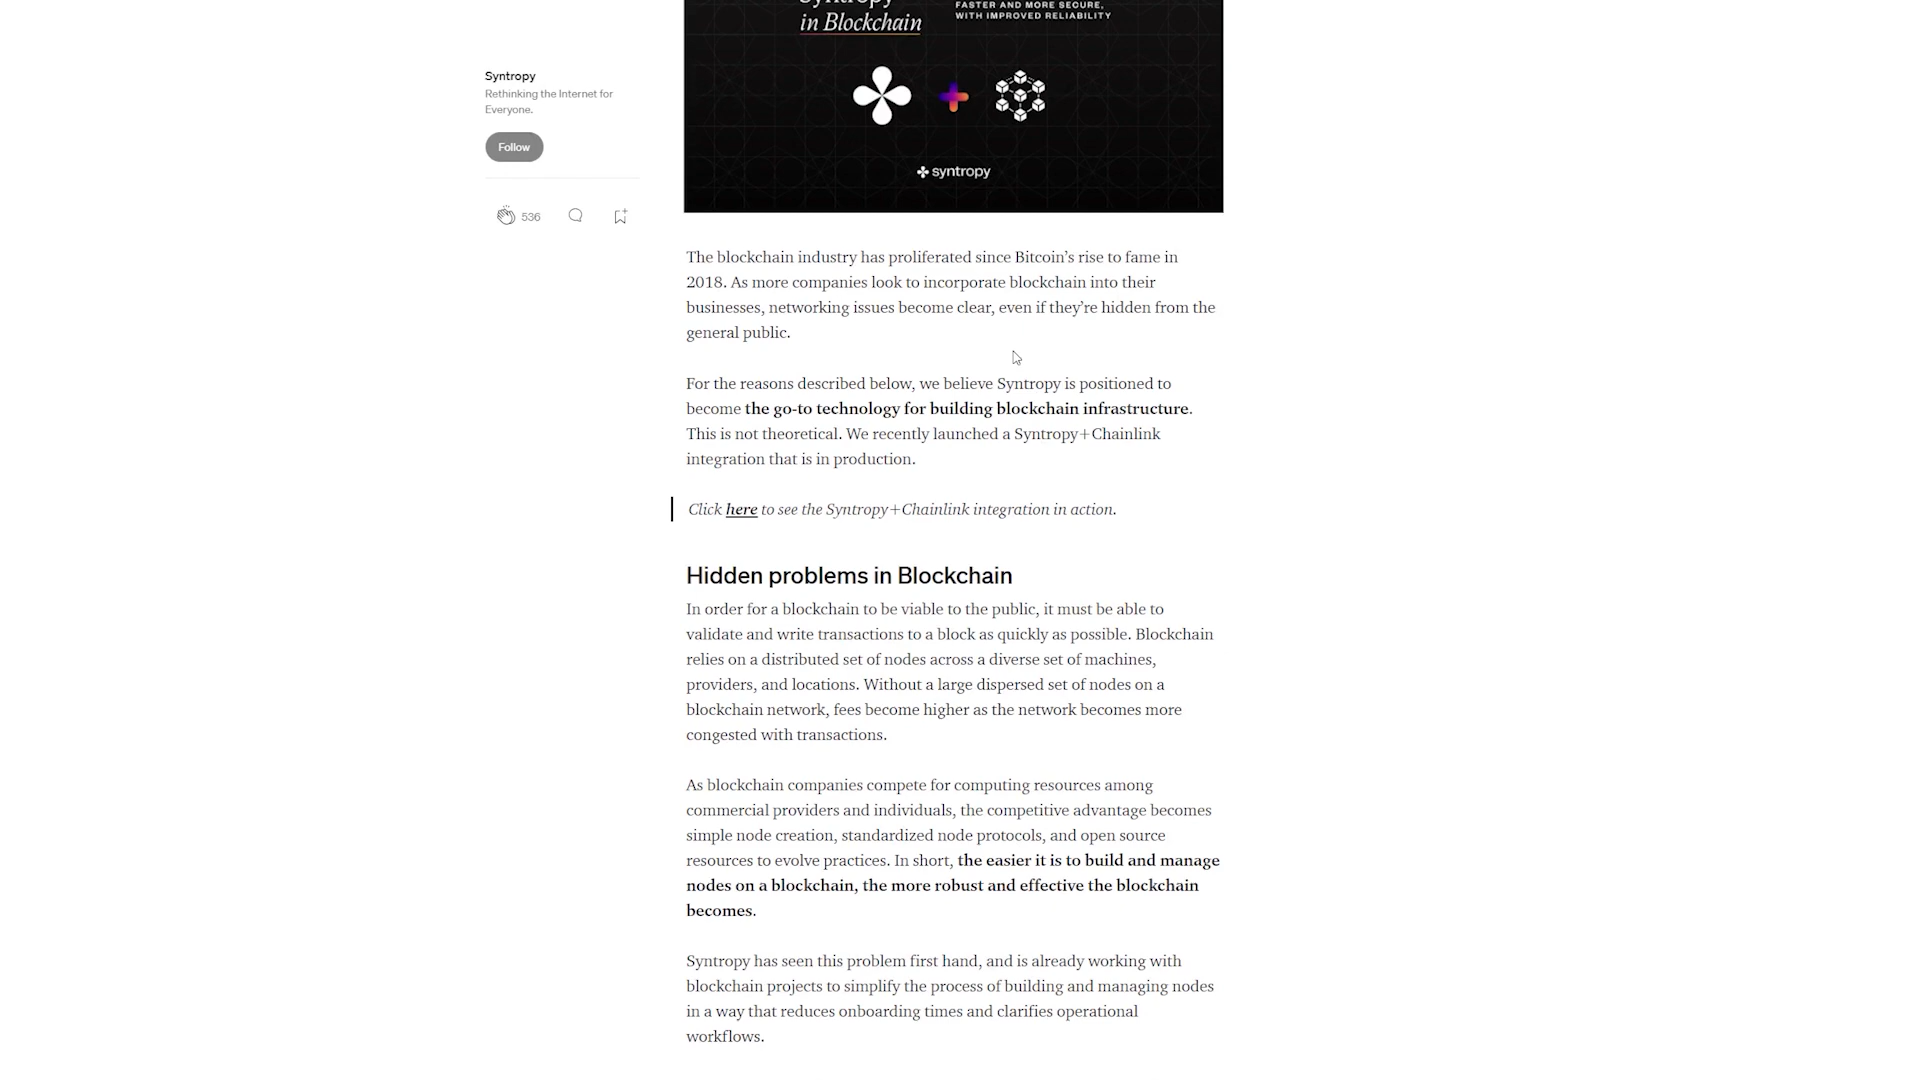 Syntropy
in Blockchain
FASTER AND MORE SECURE,
WITH IMPROVED RELIABILITY
syntropy
Syntropy
Rethinking the Internet for
Everyone.
Follow
536
The blockchain industry has proliferated since Bitcoin’s rise to fame in
2018. As more companies look to incorporate blockchain into their
businesses, networking issues become clear, even if they’re hidden from the
general public.
For the reasons described below, we believe Syntropy is positioned to
become the go-to technology for building blockchain infrastructure.
This is not theoretical. We recently launched a Syntropy+Chainlink
integration that is in production.
Click here to see the Syntropy+Chainlink integration in action.
Hidden problems in Blockchain
In order for a blockchain to be viable to the public, it must be able to
validate and write transactions to a block as quickly as possible. Blockchain
relies on a distributed set of nodes across a diverse set of machines,
providers, and locations. Without a large dispersed set of nodes on a
blockchain network, fees become higher as the network becomes more
congested with transactions.
As blockchain companies compete for computing resources among
commercial providers and individuals, the competitive advantage becomes
simple node creation, standardized node protocols, and open source
resources to evolve practices. In short, the easier it is to build and manage
nodes on a blockchain, the more robust and effective the blockchain
becomes.
Syntropy has seen this problem first hand, and is already working with
blockchain projects to simplify the process of building and managing nodes
in a way that reduces onboarding times and clarifies operational
workflows.